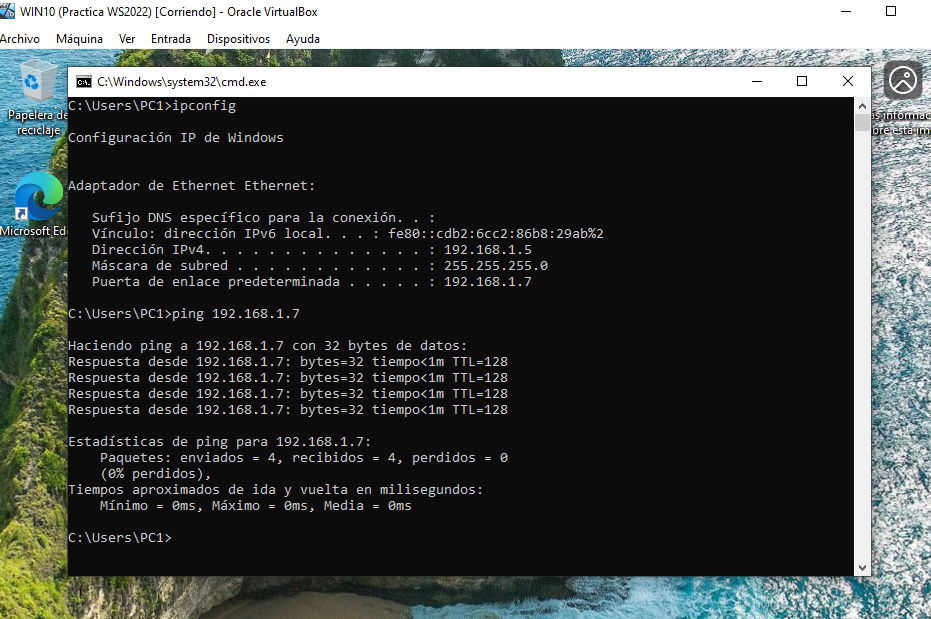 WIN10 (Practica WS2022) [Corriendo] - Oracle VirtualBox
Archivo Máquina Ver Entrada Dispositivos Ayuda
C:\Windows\system32\cmd.exe
Papelera de
reciclaje
Microsoft Ed
C:\Users\PC1>ipconfig
Configuración IP de Windows
Adaptador de Ethernet Ethernet:
Sufijo DNS específico para la conexión. . :
Vínculo: dirección IPv6 local. . . : fe80::cdb2:6cc2:86b8:29ab%2
Dirección IPv4. . . . . . . . . . . . . . : 192.168.1.5
Máscara de subred . . . . . . . . . . . . : 255.255.255.0
Puerta de enlace predeterminada . . . . . : 192.168.1.7
C:\Users\PC1>ping 192.168.1.7
Haciendo ping a 192.168.1.7 con 32 bytes de datos:
Respuesta desde 192.168.1.7: bytes=32 tiempo<1m TTL=128
Respuesta desde 192.168.1.7: bytes=32 tiempo<1m TTL=128
Respuesta desde 192.168.1.7: bytes=32 tiempo<1m TTL=128
Respuesta desde 192.168.1.7: bytes=32 tiempo<1m TTL=128
Estadísticas de ping para 192.168.1.7:
Paquetes: enviados = 4, recibidos = 4, perdidos = 0
(0% perdidos),
Tiempos aproximados de ida y vuelta en milisegundos:
Mínimo = 0ms, Máximo = 0ms, Media = 0ms
C:\Users\PC1>
as informac
bre esta im